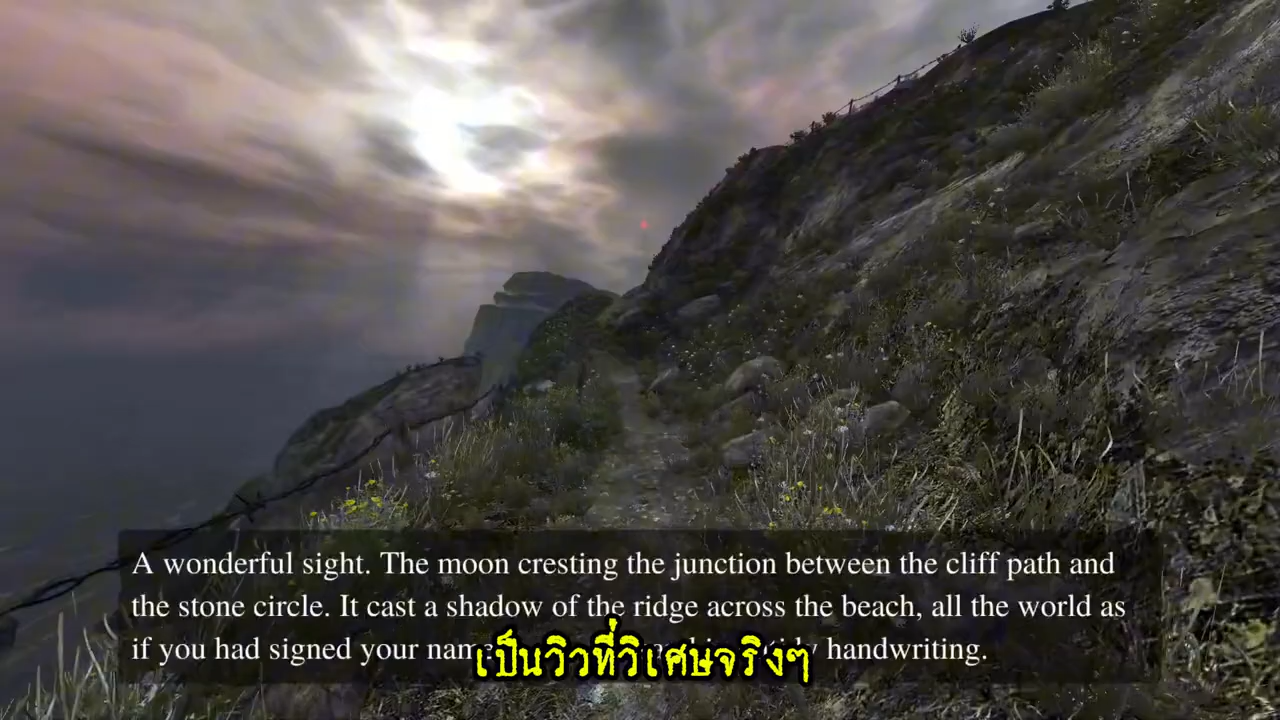 A wonderful sight. The moon cresting the junction between the cliff path and
the stone circle. It cast a shadow of the ridge across the beach, all the world as
if you had signed your handwriting.
เป็นวิวที่วิเศษจริงๆ